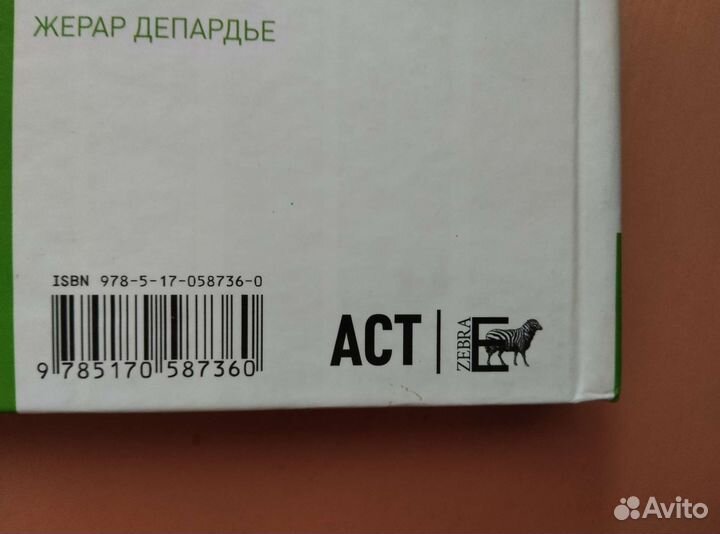 ЖЕРАР ДЕПАРДЬЕ
ISBN 978-5-17-058736-0
9 785170 587360
АСТ
ZEBRA E
Avito